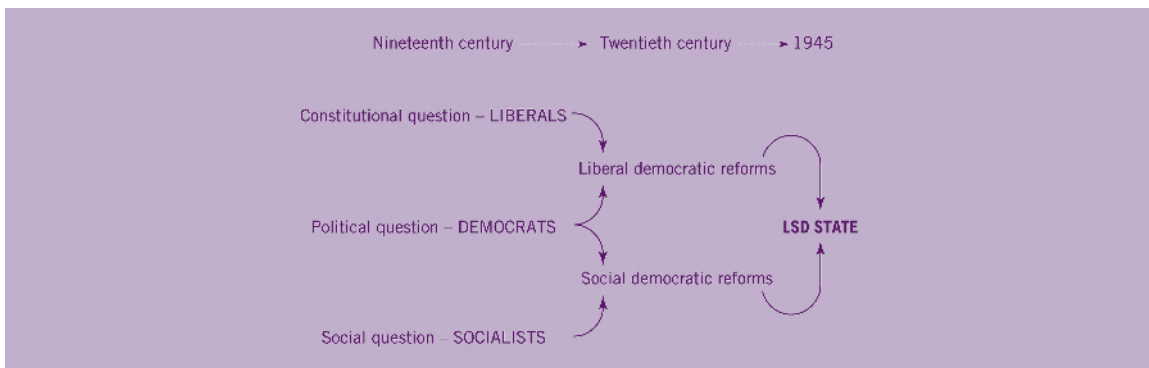 Nineteenth century Twentieth century 1945
Constitutional question – LIBERALS
Liberal democratic reforms
Political question – DEMOCRATS
LSD STATE
Social democratic reforms
Social question – SOCIALISTS